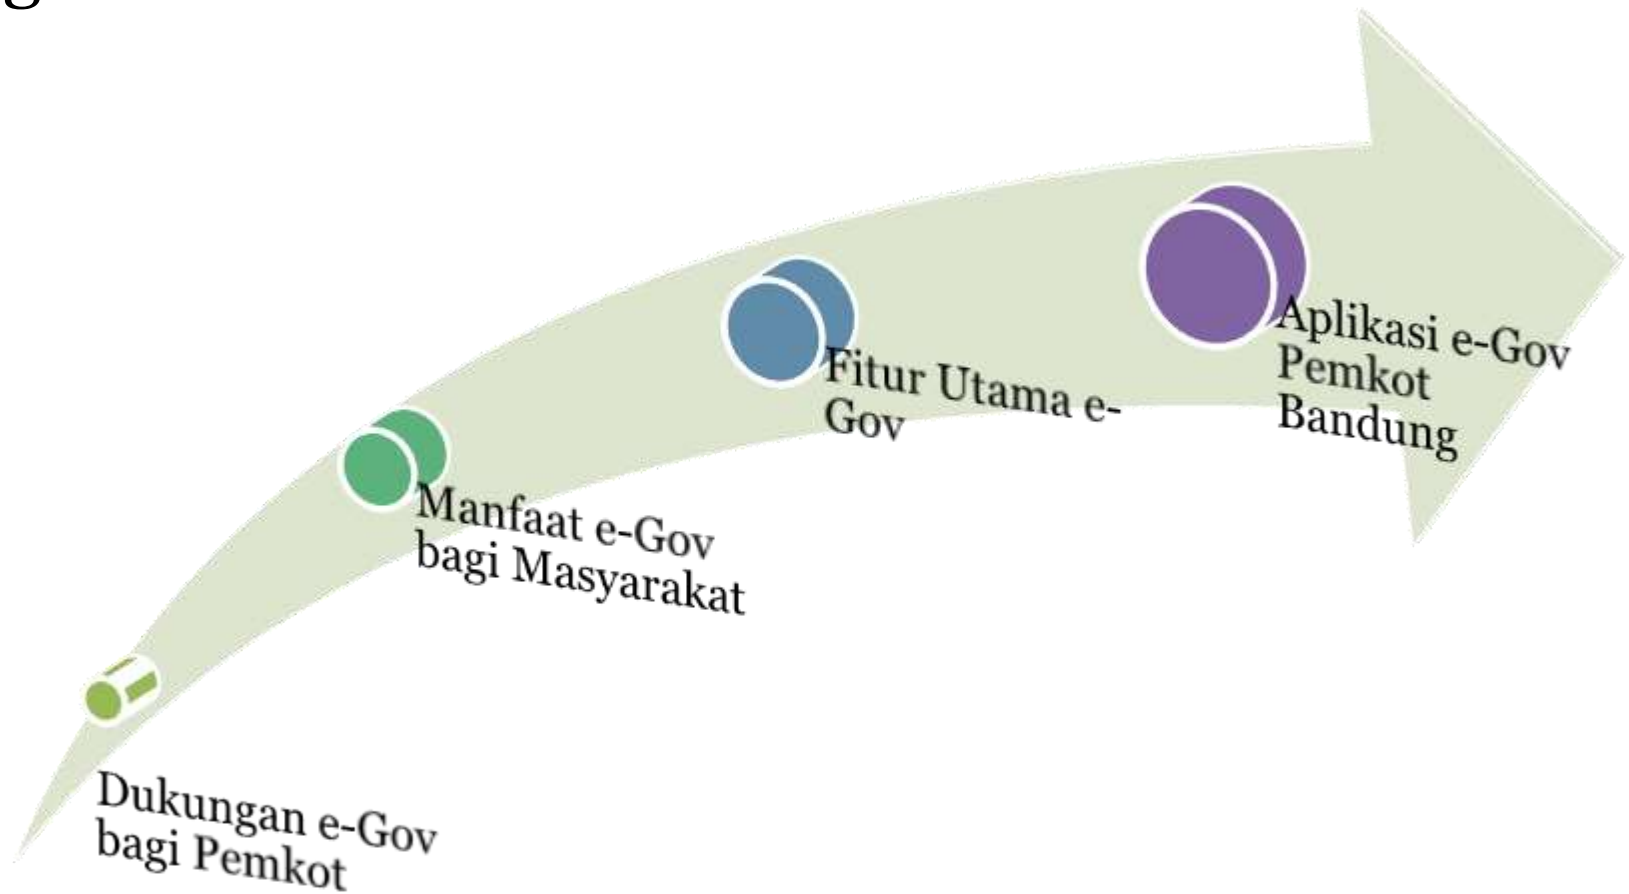 Aplikasi e-Gov
Pemkot
Bandung
Fitur Utama e-
Gov
Manfaat e-Gov
bagi Masyarakat
Dukungan e-Gov
bagi Pemkot